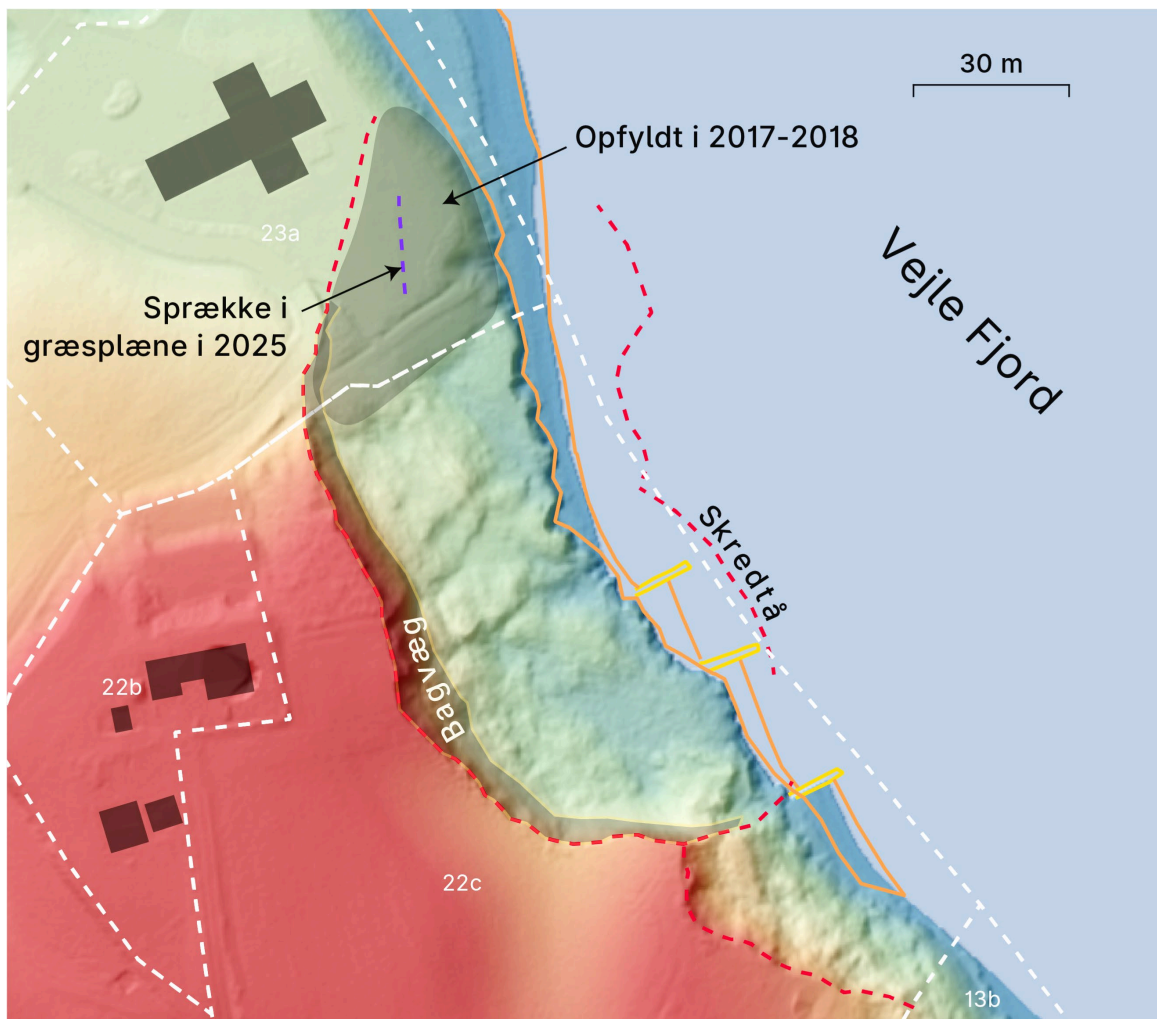 30 m
Opfyldt i 2017-2018
23a
Vejle Fjord
Sprække i
græsplæne i 2025
Skredtå
Bagvæg
22b
22c
13b